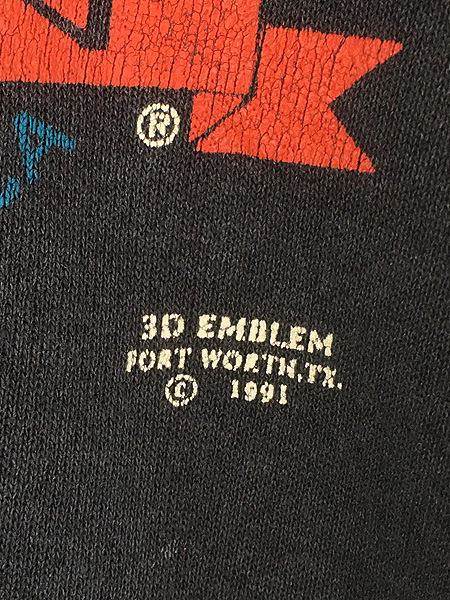 ®
3D EMBLEM
FORT WORTH, TX.
© 1991